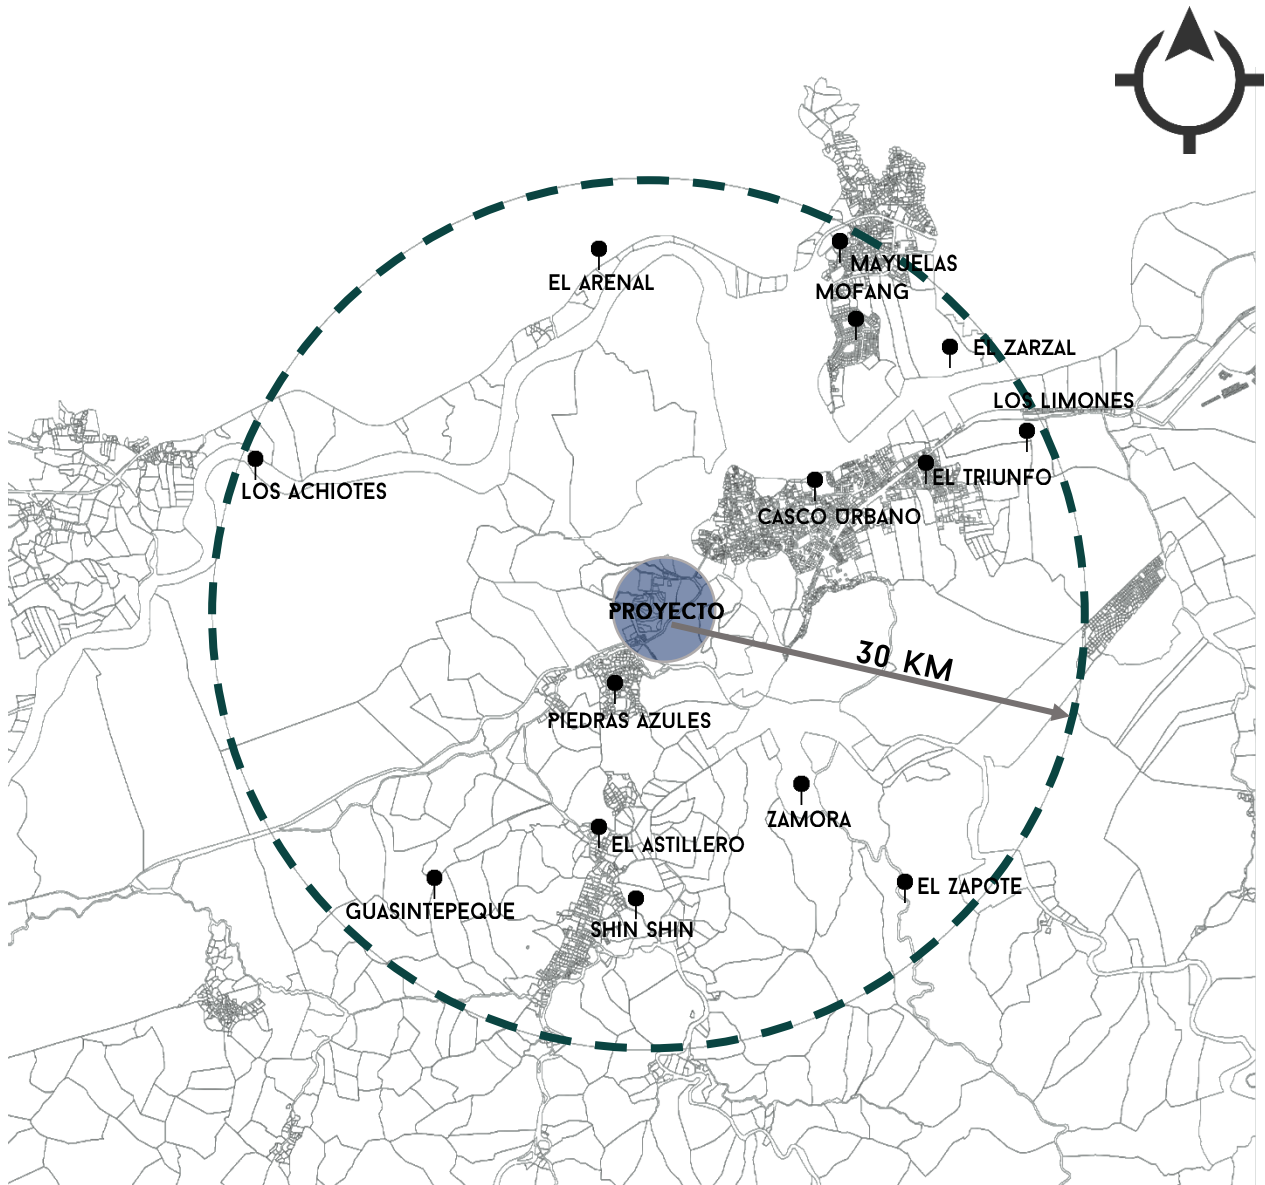 EL ARENAL
MAYUELAS
MOFANG
EL ZARZAL
LOS LIMONES
LOS ACHIOTES
EL TRIUNFO
CASCO URBANO
PROYECTO
30 KM
PIEDRAS AZULES
ZAMORA
EL ASTILLERO
EL ZAPOTE
GUASINTEPEQUE
SHIN SHIN